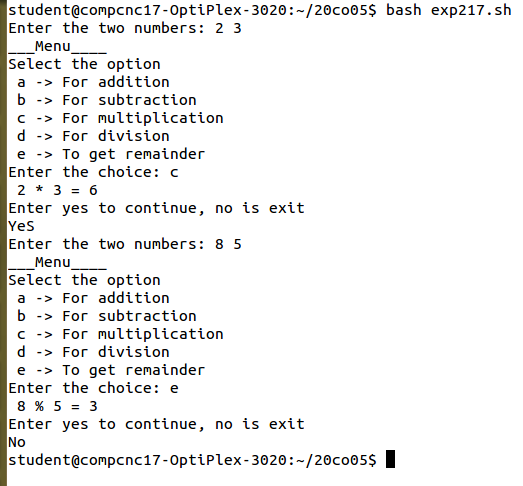 student@compcnc17-OptiPlex-3020:~/20co05$ bash exp217.sh
Enter the two numbers: 2 3
___Menu____
Select the option
 a -> For addition
 b -> For subtraction
 c -> For multiplication
 d -> For division
 e -> To get remainder
Enter the choice: c
 2 * 3 = 6
Enter yes to continue, no is exit
YeS
Enter the two numbers: 8 5
___Menu____
Select the option
 a -> For addition
 b -> For subtraction
 c -> For multiplication
 d -> For division
 e -> To get remainder
Enter the choice: e
 8 % 5 = 3
Enter yes to continue, no is exit
No
student@compcnc17-OptiPlex-3020:~/20co05$